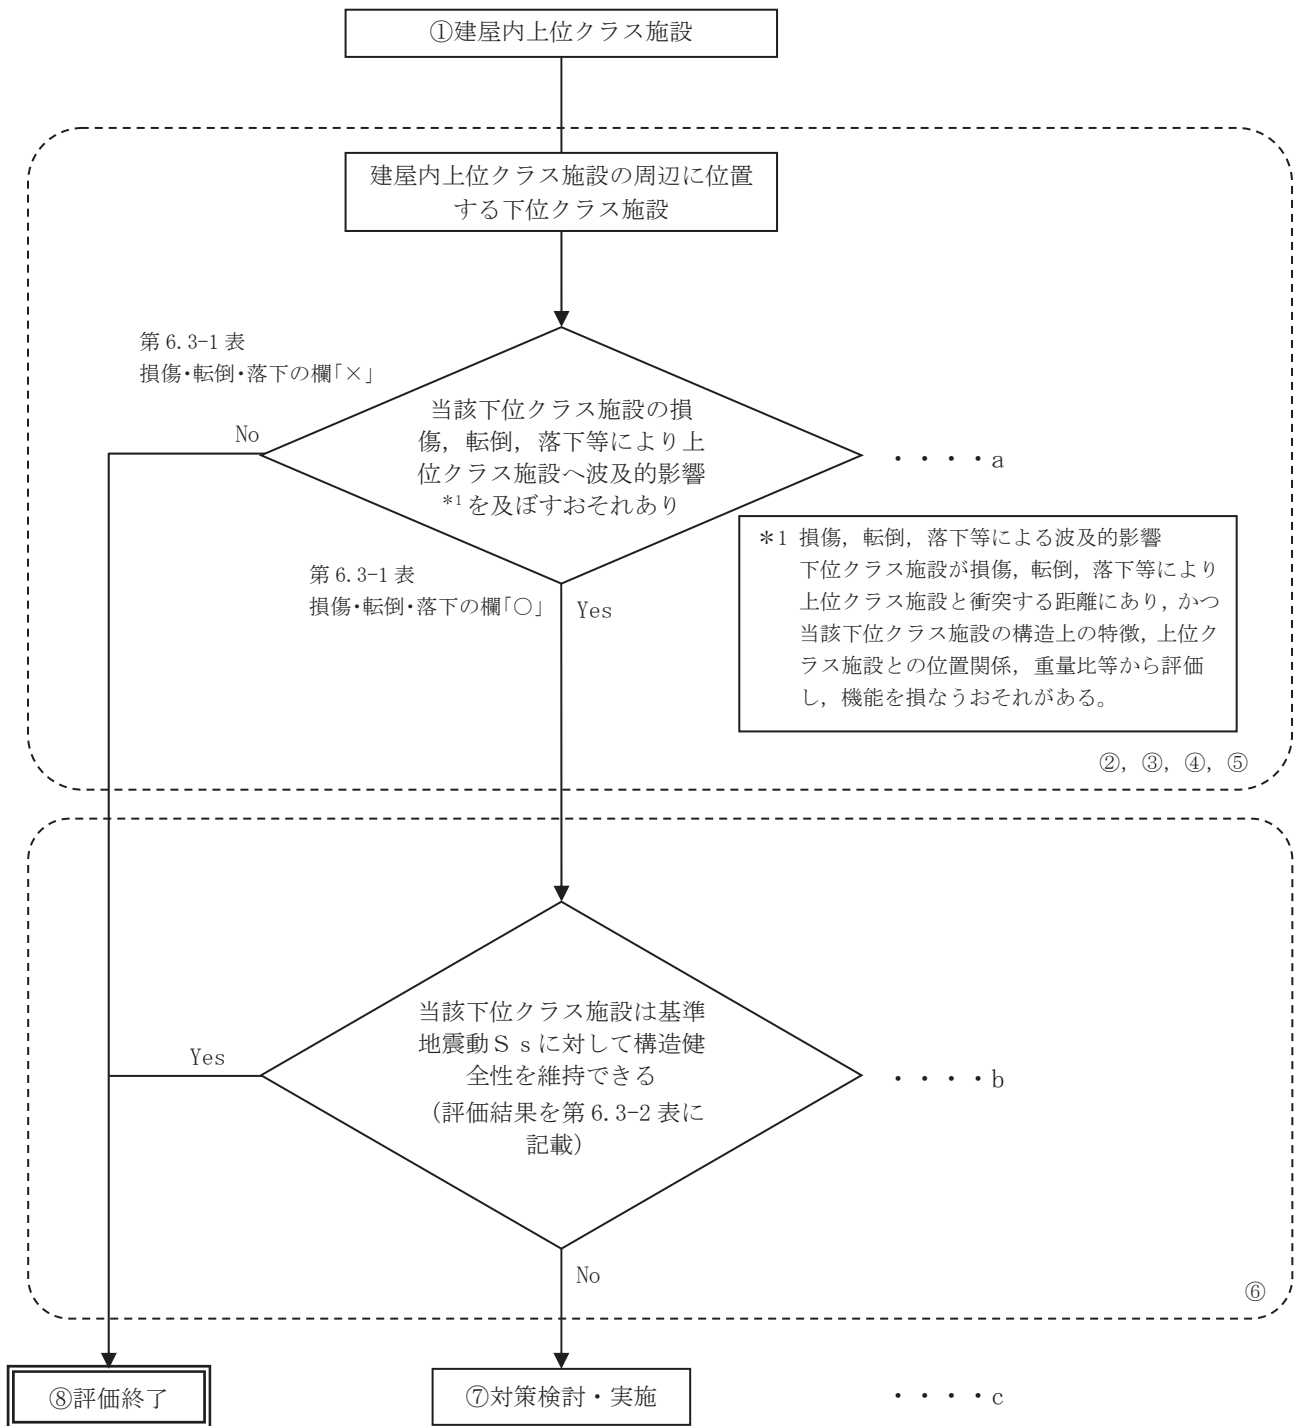 ①建屋内上位クラス施設
建屋内上位クラス施設の周辺に位置
する下位クラス施設
第 6.3-1 表
損傷・転倒・落下の欄「×」
No
当該下位クラス施設の損
傷，転倒，落下等により上
位クラス施設へ波及的影響
*1を及ぼすおそれあり
・・・・a
第 6.3-1 表
損傷・転倒・落下の欄「○」
Yes
＊1 損傷，転倒，落下等による波及的影響
下位クラス施設が損傷，転倒，落下等により
上位クラス施設と衝突する距離にあり，かつ
当該下位クラス施設の構造上の特徴，上位ク
ラス施設との位置関係，重量比等から評価
し，機能を損なうおそれがある。
②，③，④，⑤
Yes
当該下位クラス施設は基準
地震動Ｓｓに対して構造健
全性を維持できる
（評価結果を第 6.3-2 表に
記載）
・・・・b
No
⑥
⑧評価終了
⑦対策検討・実施
・・・・c